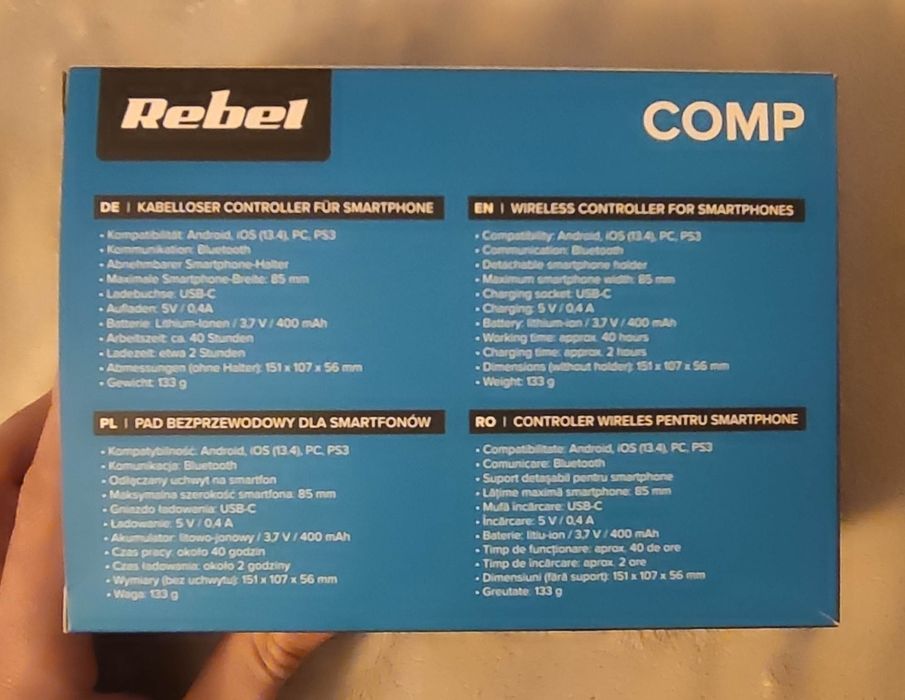 Rebel
COMP
DE | KABELLOSER CONTROLLER FÜR SMARTPHONE
• Kompatibilität: Android, iOS (13.4), PC, PS3
• Kommunikation: Bluetooth
• Abnehmbarer Smartphone-Halter
• Maximale Smartphone-Breite: 85 mm
• Ladebuchse: USB-C
• Aufladen: 5V / 0,4A
• Batterie: Lithium-Ionen / 3,7 V / 400 mAh
• Arbeitszeit: ca. 40 Stunden
• Ladezeit: etwa 2 Stunden
• Abmessungen (ohne Halter): 151 x 107 x 56 mm
• Gewicht: 133 g
EN | WIRELESS CONTROLLER FOR SMARTPHONES
• Compatibility: Android, iOS (13.4), PC, PS3
• Communication: Bluetooth
• Detachable smartphone holder
• Maximum smartphone width: 85 mm
• Charging socket: USB-C
• Charging: 5 V / 0,4 A
• Battery: lithium-ion / 3,7 V / 400 mAh
• Working time: approx. 40 hours
• Charging time: approx. 2 hours
• Dimensions (without holder): 151 x 107 x 56 mm
• Weight: 133 g
PL | PAD BEZPRZEWODOWY DLA SMARTFONÓW
• Kompatybilność: Android, iOS (13.4), PC, PS3
• Komunikacja: Bluetooth
• Odłączany uchwyt na smartfon
• Maksymalna szerokość smartfona: 85 mm
• Gniazdo ładowania: USB-C
• Ładowanie: 5 V / 0,4 A
• Akumulator: litowo-jonowy / 3,7 V / 400 mAh
• Czas pracy: około 40 godzin
• Czas ładowania: około 2 godziny
• Wymiary (bez uchwytu): 151 x 107 x 56 mm
• Waga: 133 g
RO | CONTROLER WIRELES PENTRU SMARTPHONE
• Compatibilitate: Android, iOS (13.4), PC, PS3
• Comunicare: Bluetooth
• Suport detașabil pentru smartphone
• Lățime maximă smartphone: 85 mm
• Mufă încărcare: USB-C
• Încărcare: 5 V / 0,4 A
• Baterie: litiu-ion / 3,7 V / 400 mAh
• Timp de funcționare: aprox. 40 de ore
• Timp de încărcare: aprox. 2 ore
• Dimensiuni (fără suport): 151 x 107 x 56 mm
• Greutate: 133 g